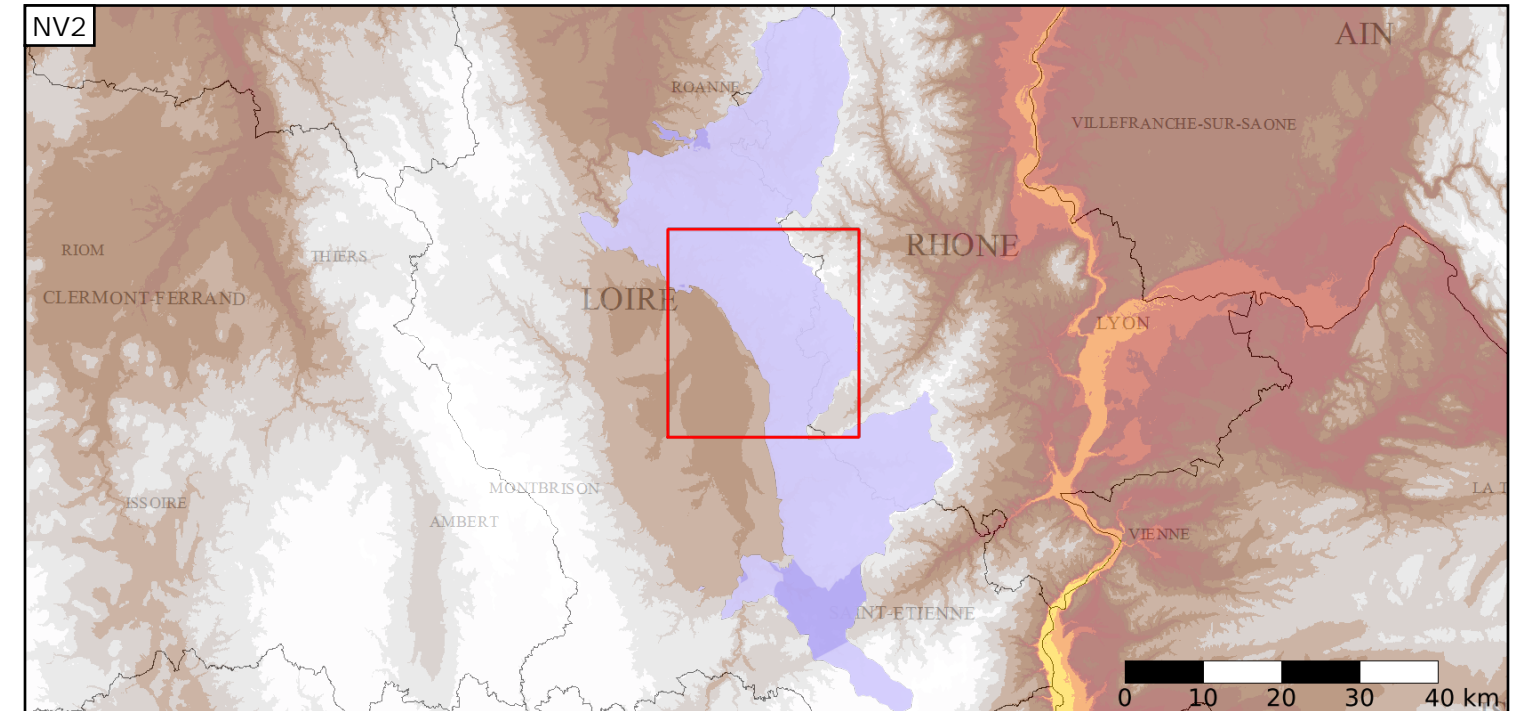 NV2
AIN
ROANNE
VILLEFRANCHE-SUR-SAONE
RIOM
THIERS
RHONE
CLERMONT-FERRAND
LOIRE
LYON
MONTBRISON
ISSOIRE
AMBERT
LA T
VIENNE
SAINT-ETIENNE
0 10 20 30 40 km